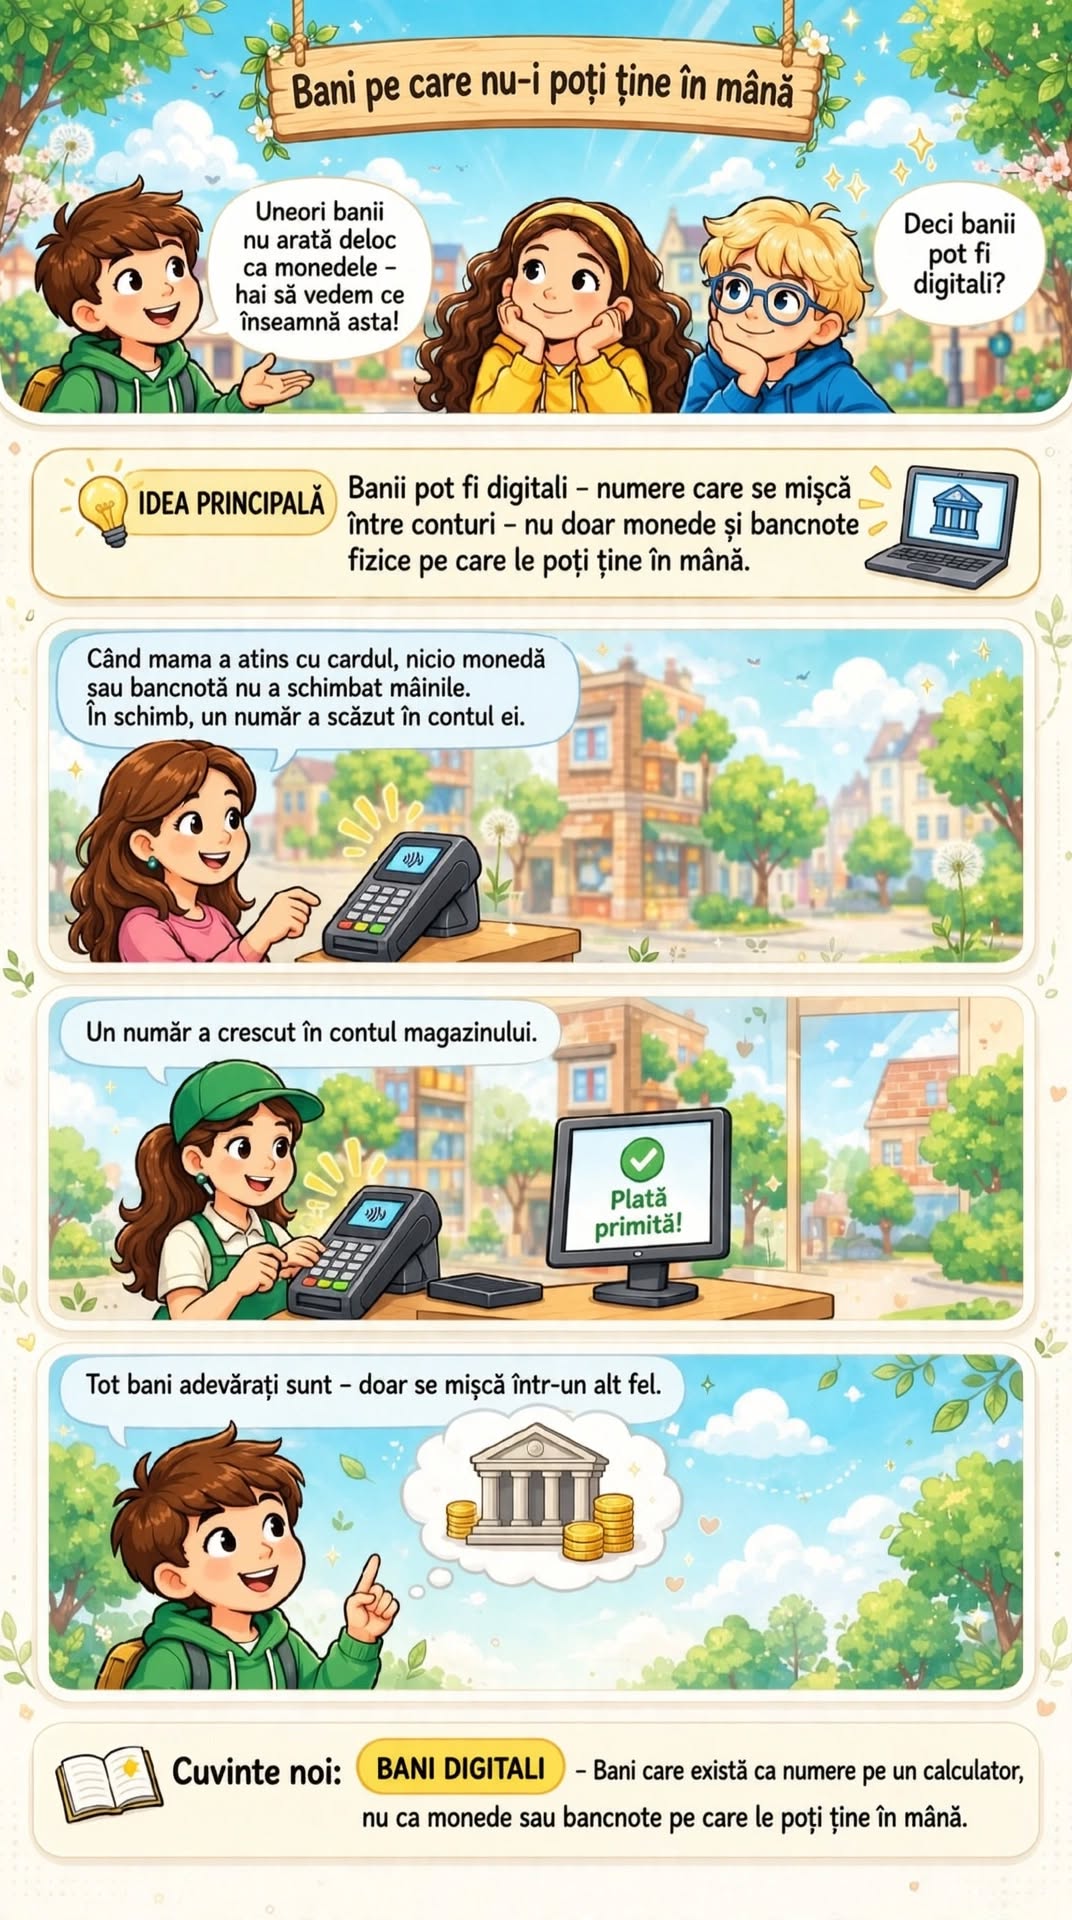 Bani pe care nu-i poți ține în mână
Uneori banii
nu arată deloc
ca monedele –
hai să vedem ce
înseamnă asta!
Deci banii
pot fi
digitali?
IDEA PRINCIPALĂ
Banii pot fi digitali – numere care se mișcă
între conturi – nu doar monede și bancnote
fizice pe care le poți ține în mână.
Când mama a atins cu cardul, nicio monedă
sau bancnotă nu a schimbat mâinile.
În schimb, un număr a scăzut în contul ei.
Un număr a crescut în contul magazinului.
Plată
primită!
Tot bani adevărați sunt – doar se mișcă într-un alt fel.
Cuvinte noi: BANI DIGITALI – Bani care există ca numere pe un calculator,
nu ca monede sau bancnote pe care le poți ține în mână.